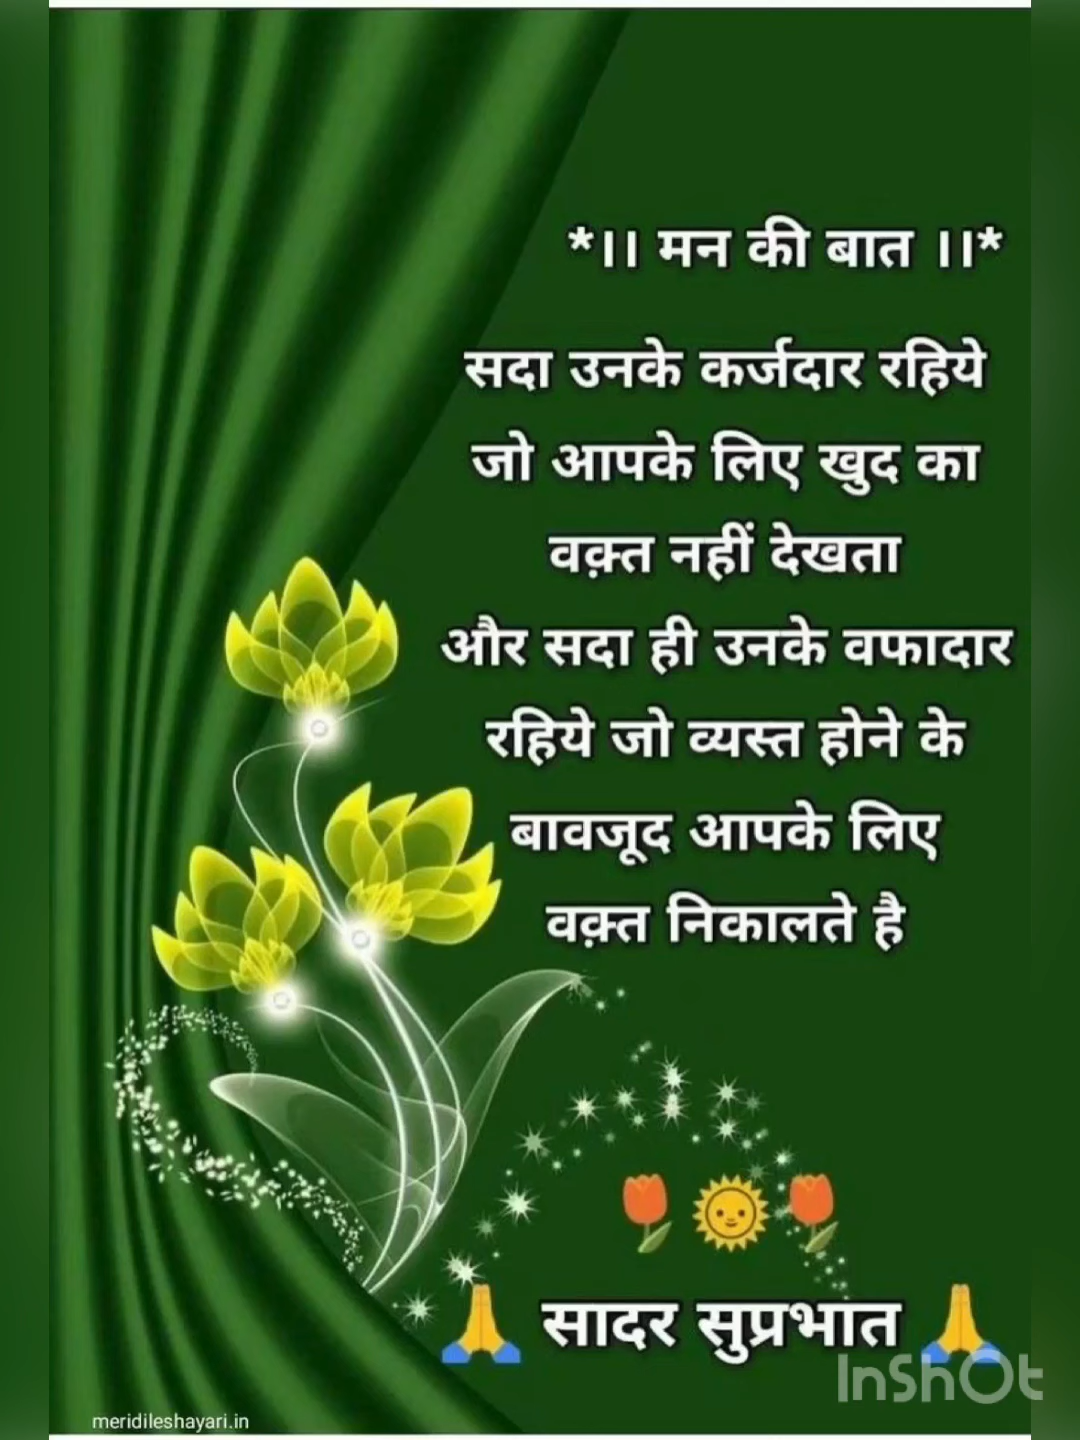 *।। मन की बात ।।*
सदा उनके कर्जदार रहिये
जो आपके लिए खुद का
वक़्त नहीं देखता
और सदा ही उनके वफादार
रहिये जो व्यस्त होने के
बावजूद आपके लिए
वक़्त निकालते है
🌷🌞🌷
🙏 सादर सुप्रभात 🙏
InShOt
meridileshayari.in